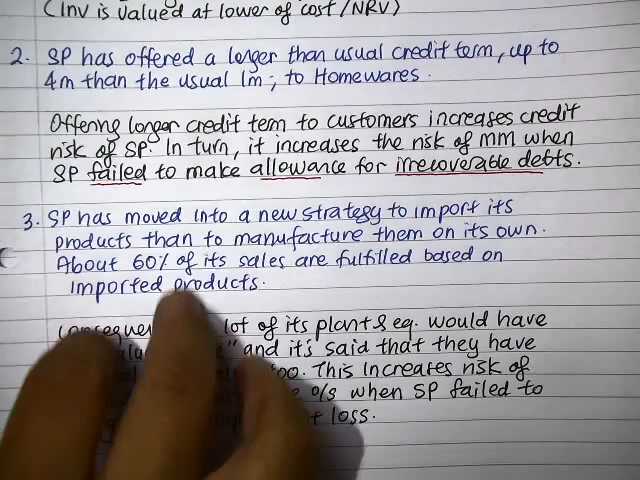 (Inv is valued at lower of cost/NRV)
2. SP has offered a longer than usual credit term, up to
4m than the usual 1m, to Homewares.
Offering longer credit term to customers increases credit
risk of SP. In turn, it increases the risk of MM when
SP failed to make allowance for irrecoverable debts.
3. SP has moved into a new strategy to import its
products than to manufacture them on its own.
About 60% of its sales are fulfilled based on
imported products.
lot of its plant & eq. would have
and it's said that they have
This increases risk of
o/s when SP failed to
loss.